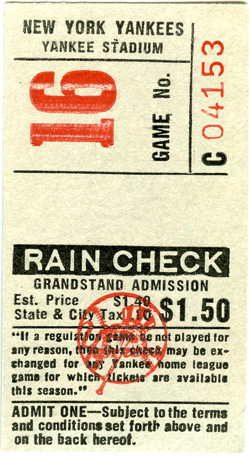 NEW YORK YANKEES
YANKEE STADIUM
16
GAME No.
C 04153
RAIN CHECK
GRANDSTAND ADMISSION
Est. Price $1.40
State & City Tax .10 $1.50
"If a regulation game be not played for
any reason, then this check may be ex-
changed for any Yankee home league
game for which tickets are available
this season."
ADMIT ONE—Subject to the terms
and conditions set forth above and
on the back hereof.